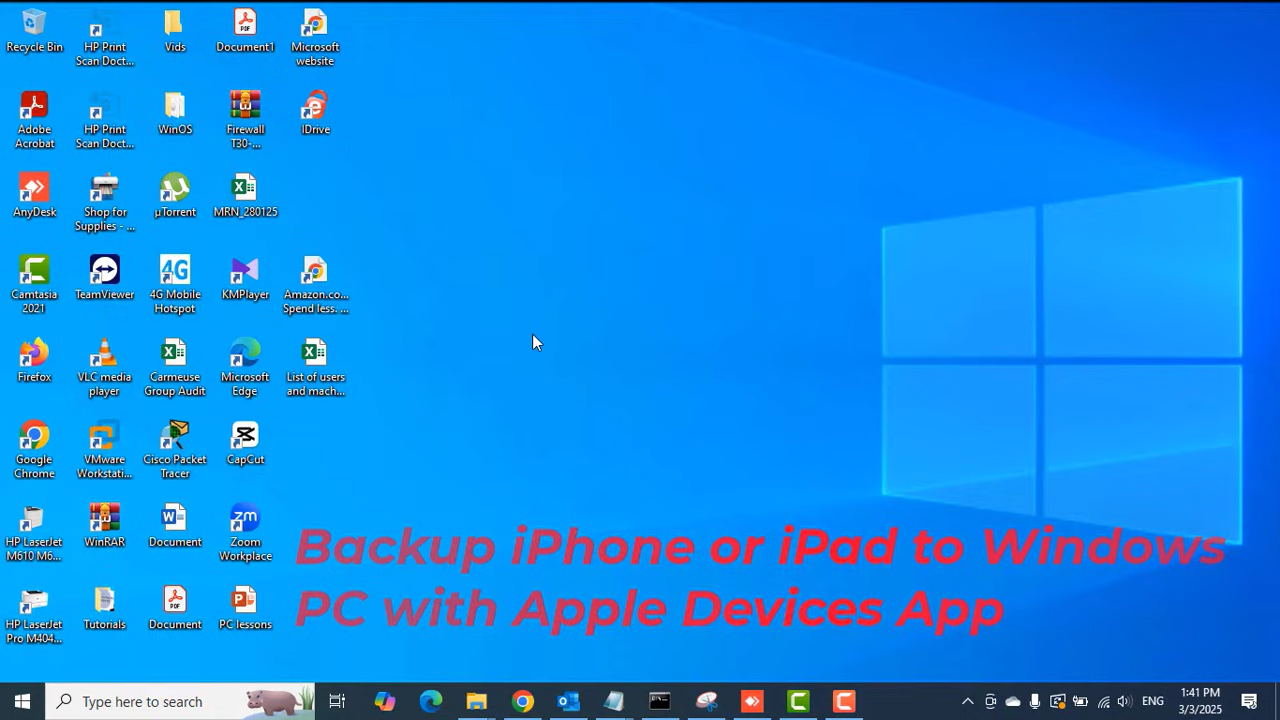 Recycle Bin
HP Print
Scan Doct...
Vids
Document1
Microsoft
website
Adobe
Acrobat
HP Print
Scan Doct...
WinOS
Firewall
T30-...
IDrive
AnyDesk
Shop for
Supplies - ...
µTorrent
MRN_280125
Camtasia
2021
TeamViewer
4G
4G Mobile
Hotspot
KMPlayer
Amazon.co...
Spend less. ...
Firefox
VLC media
player
Carmeuse
Group Audit
Microsoft
Edge
List of users
and mach...
Google
Chrome
VMware
Workstati...
Cisco Packet
Tracer
CapCut
HP LaserJet
M610 M6...
WinRAR
Document
zm
Zoom
Workplace
HP LaserJet
Pro M404...
Tutorials
Document
PC lessons
Backup iPhone or iPad to Windows
PC with Apple Devices App
Type here to search
ENG
1:41 PM
3/3/2025